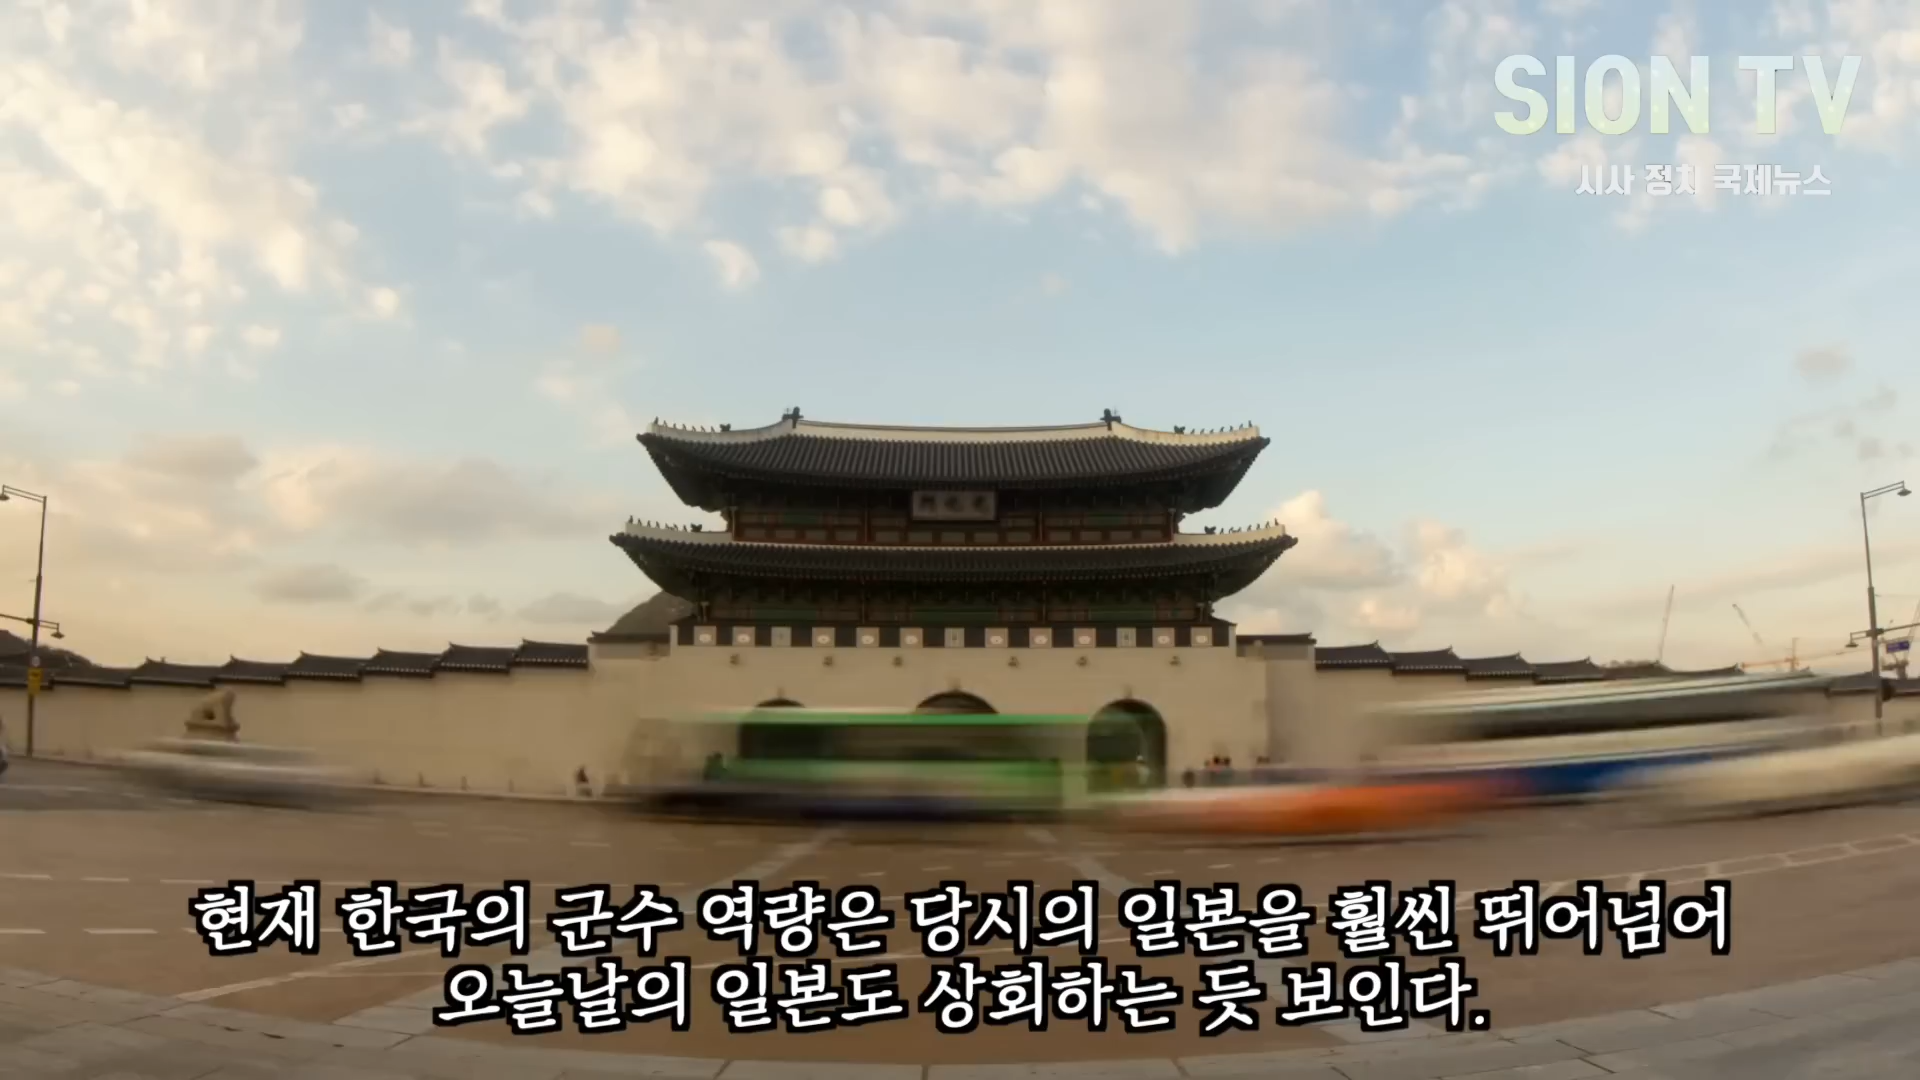 SION TV
시사 정치 국제뉴스
현재 한국의 군수 역량은 당시의 일본을 훨씬 뛰어넘어
오늘날의 일본도 상회하는 듯 보인다.